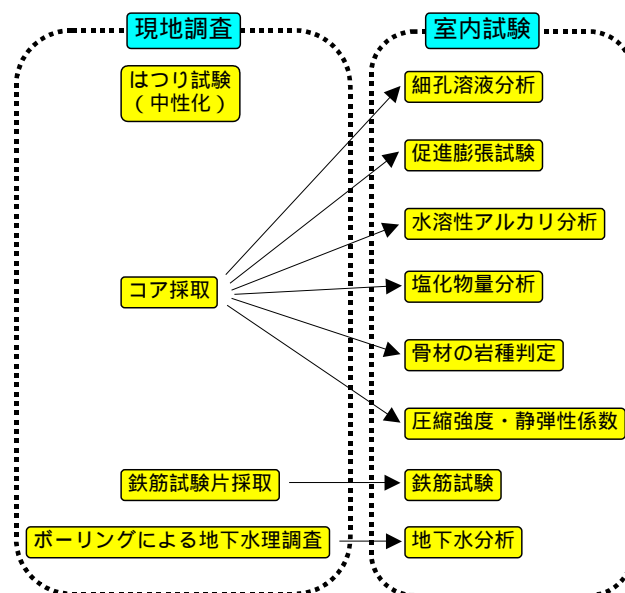 現地調査
はつり試験
(中性化)
コア採取
鉄筋試験片採取
ボーリングによる地下水理調査
室内試験
細孔溶液分析
促進膨張試験
水溶性アルカリ分析
塩化物量分析
骨材の岩種判定
圧縮強度・静弾性係数
鉄筋試験
地下水分析